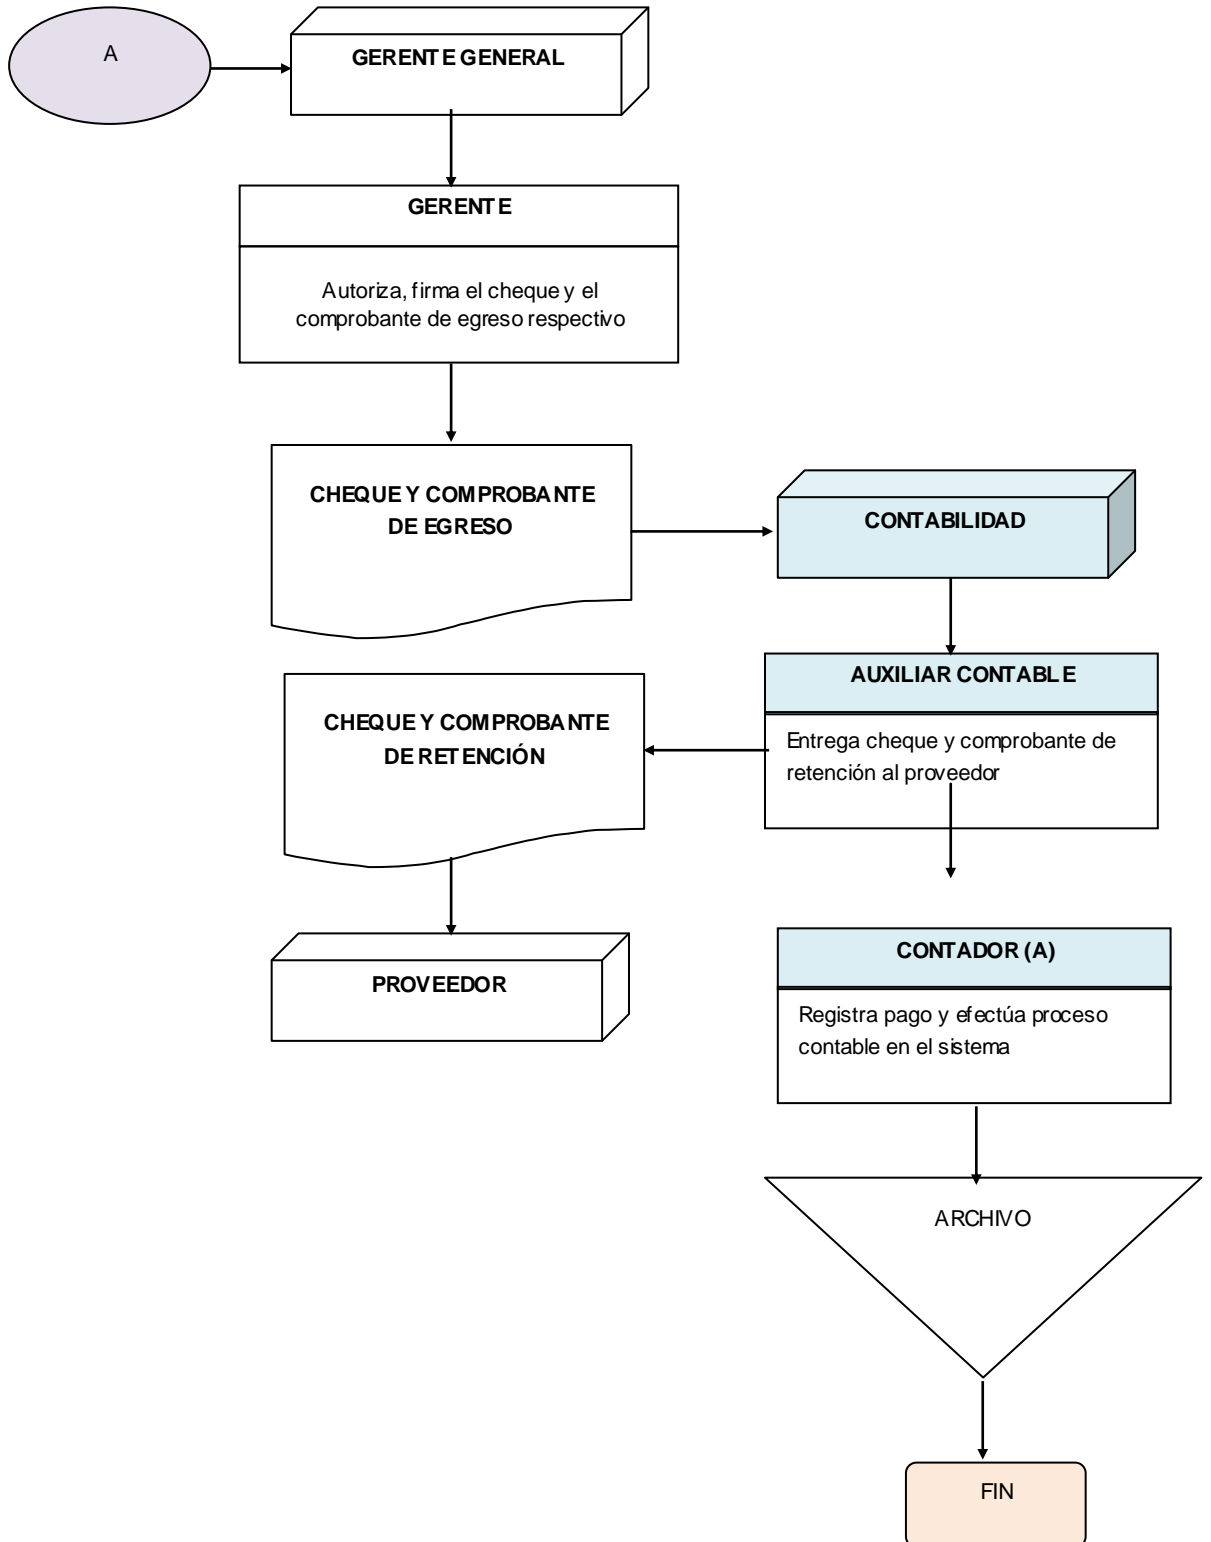 A
GERENTE GENERAL
GERENTE
Autoriza, firma el cheque y el
comprobante de egreso respectivo
CHEQUE Y COMPROBANTE
DE EGRESO
CONTABILIDAD
AUXILIAR CONTABLE
Entrega cheque y comprobante de
retención al proveedor
CHEQUE Y COMPROBANTE
DE RETENCIÓN
PROVEEDOR
CONTADOR (A)
Registra pago y efectúa proceso
contable en el sistema
ARCHIVO
FIN